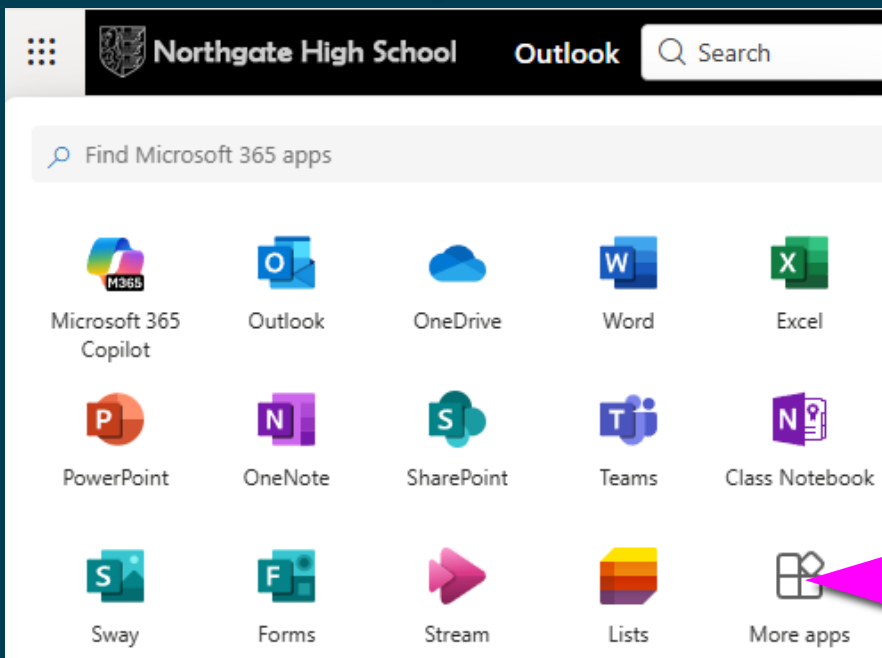 Northgate High School Outlook Search
Find Microsoft 365 apps
M365 O W X
Microsoft 365 Outlook OneDrive Word Excel
Copilot
P N S T N
PowerPoint OneNote SharePoint Teams Class Notebook
S F
Sway Forms Stream Lists More apps